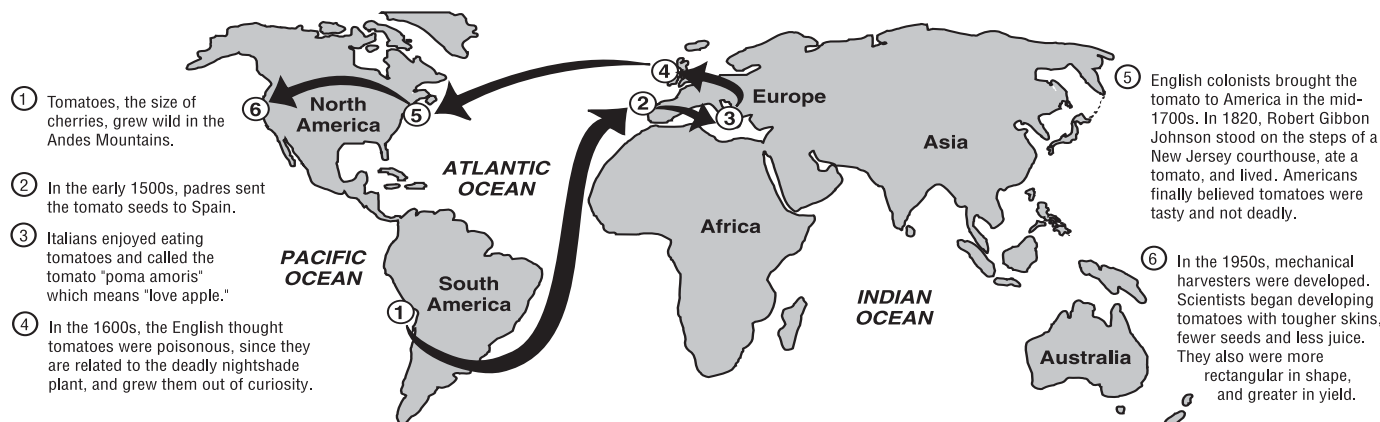 1 Tomatoes, the size of
cherries, grew wild in the
Andes Mountains.
2 In the early 1500s, padres sent
the tomato seeds to Spain.
3 Italians enjoyed eating
tomatoes and called the
tomato "poma amoris"
which means "love apple."
4 In the 1600s, the English thought
tomatoes were poisonous, since they
are related to the deadly nightshade
plant, and grew them out of curiosity.
6
North
America
5
ATLANTIC
OCEAN
PACIFIC
OCEAN
South
America
1
4
2
3
Europe
Asia
Africa
INDIAN
OCEAN
Australia
5 English colonists brought the
tomato to America in the mid-
1700s. In 1820, Robert Gibbon
Johnson stood on the steps of a
New Jersey courthouse, ate a
tomato, and lived. Americans
finally believed tomatoes were
tasty and not deadly.
6 In the 1950s, mechanical
harvesters were developed.
Scientists began developing
tomatoes with tougher skins,
fewer seeds and less juice.
They also were more
rectangular in shape,
and greater in yield.